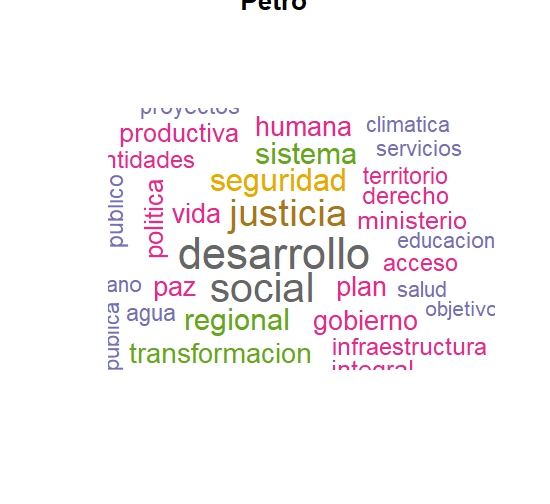 Petro
proyectos
productiva humana climatica
ntidades sistema servicios
publico politica seguridad territorio
vida justicia derecho
ministerio
desarrollo educacion
acceso
ano paz social plan salud
publica agua regional gobierno objetivo
transformacion infraestructura
integral